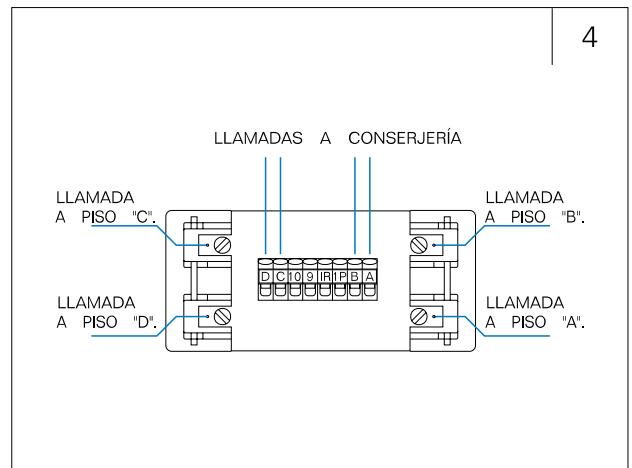 4
LLAMADAS A CONSERJERÍA
LLAMADA
A PISO "C".
LLAMADA
A PISO "B".
D C 10 9 IR 1P B A
LLAMADA
A PISO "D".
LLAMADA
A PISO "A".